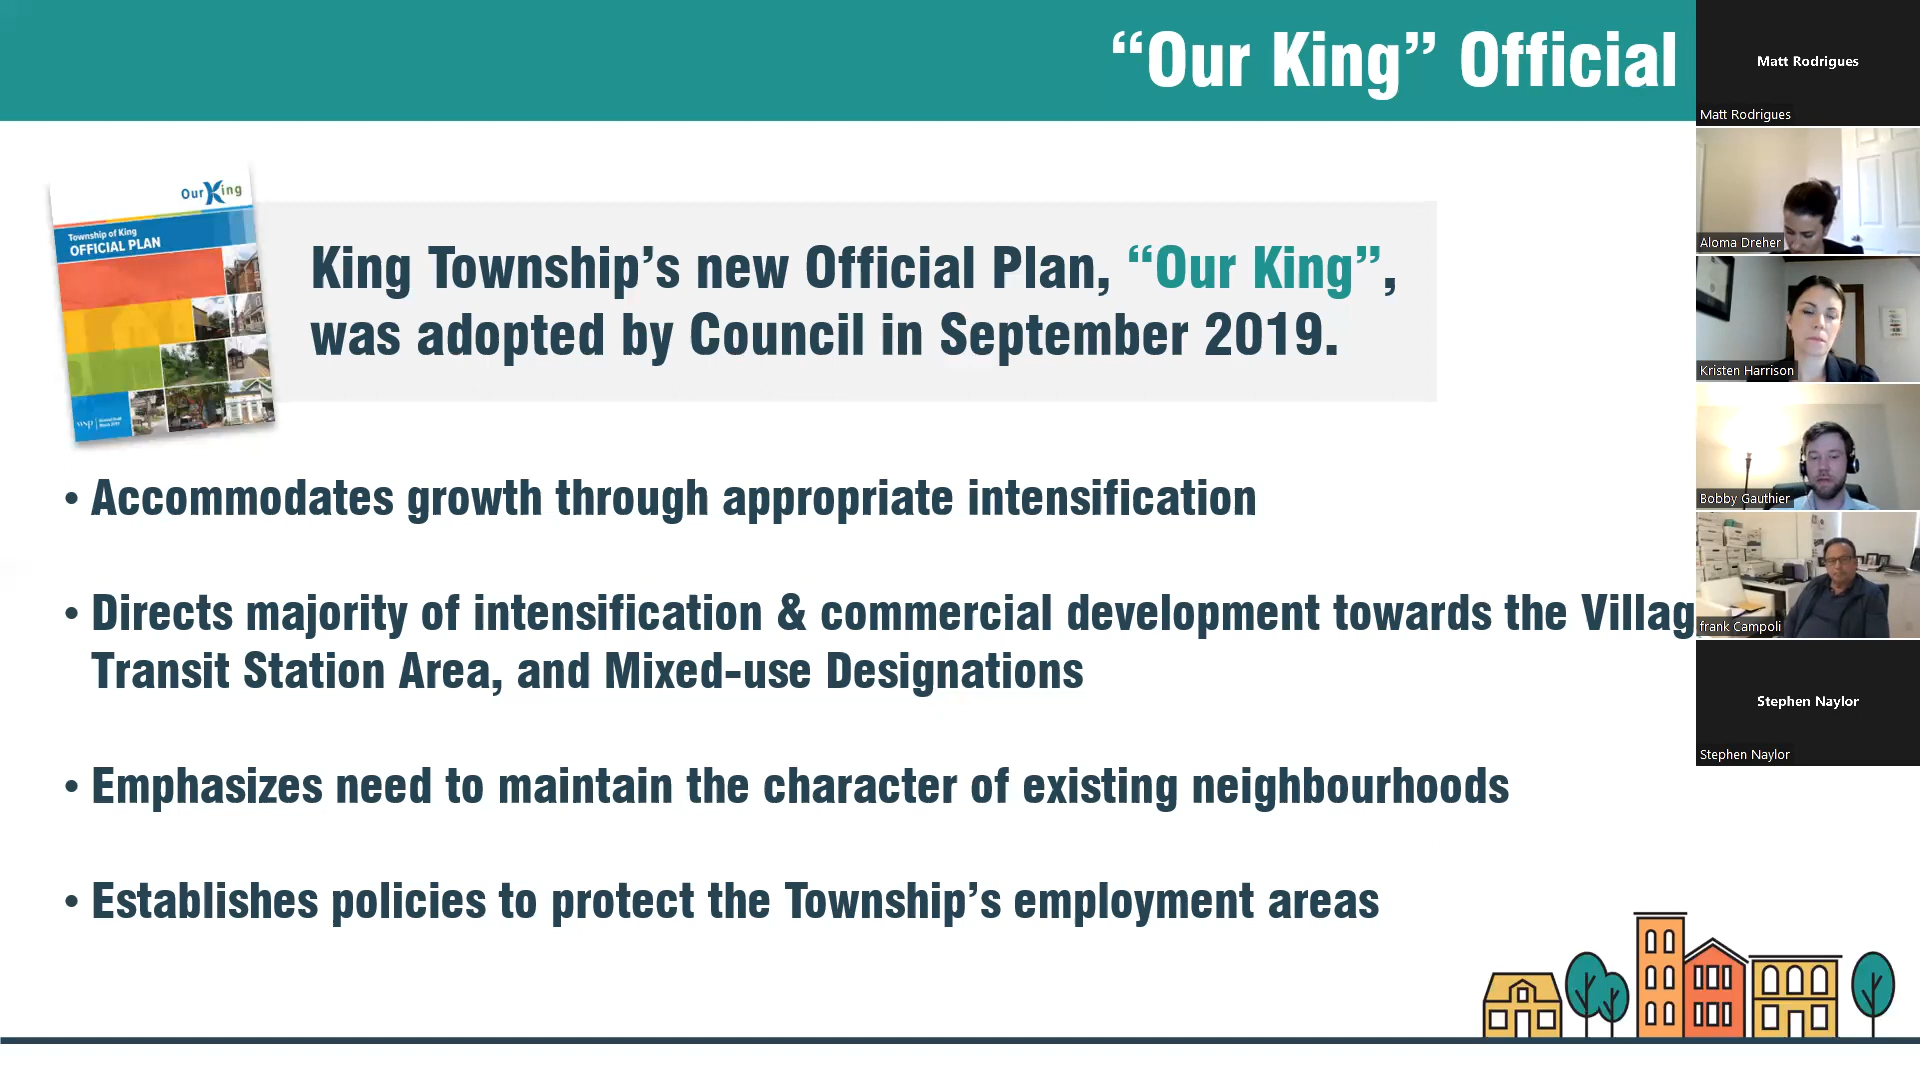 “Our King” Official
Our King
Township of King
OFFICIAL PLAN
wsp
King Township’s new Official Plan, “Our King”,
was adopted by Council in September 2019.
• Accommodates growth through appropriate intensification
• Directs majority of intensification & commercial development towards the Villag
Transit Station Area, and Mixed-use Designations
• Emphasizes need to maintain the character of existing neighbourhoods
• Establishes policies to protect the Township’s employment areas
Matt Rodrigues
Matt Rodrigues
Aloma Dreher
Kristen Harrison
Bobby Gauthier
frank Campoli
Stephen Naylor
Stephen Naylor